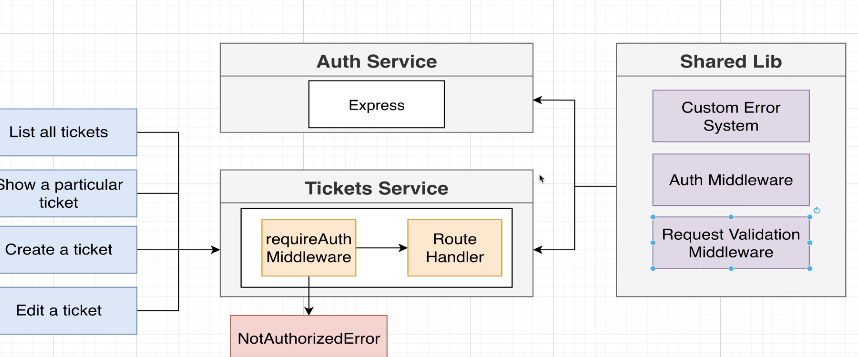 Auth Service
Express
Shared Lib
Custom Error
System
Auth Middleware
Request Validation
Middleware
List all tickets
Show a particular
ticket
Create a ticket
Edit a ticket
Tickets Service
requireAuth
Middleware
Route
Handler
NotAuthorizedError